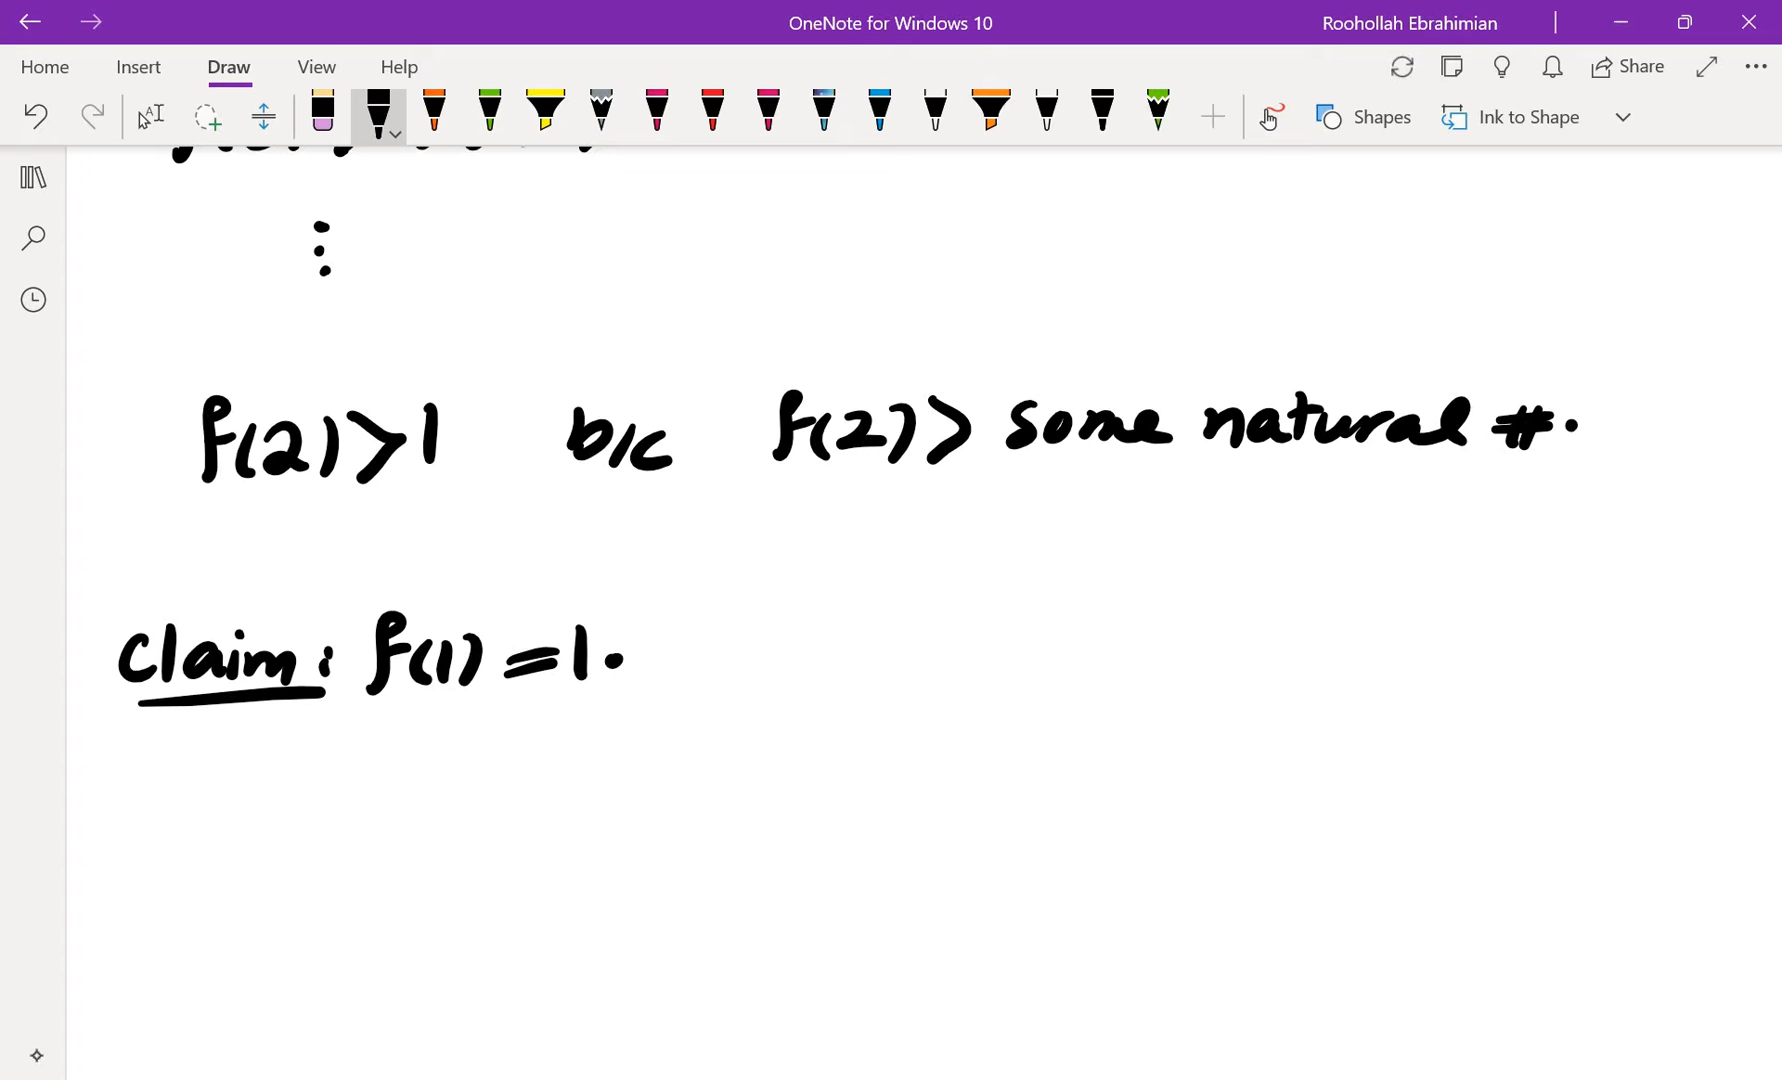 OneNote for Windows 10
Roohollah Ebrahimian
Home Insert Draw View Help
Share
Shapes
Ink to Shape
f(2)>1 b/c f(2)> some natural #.
Claim: f(1)=1.